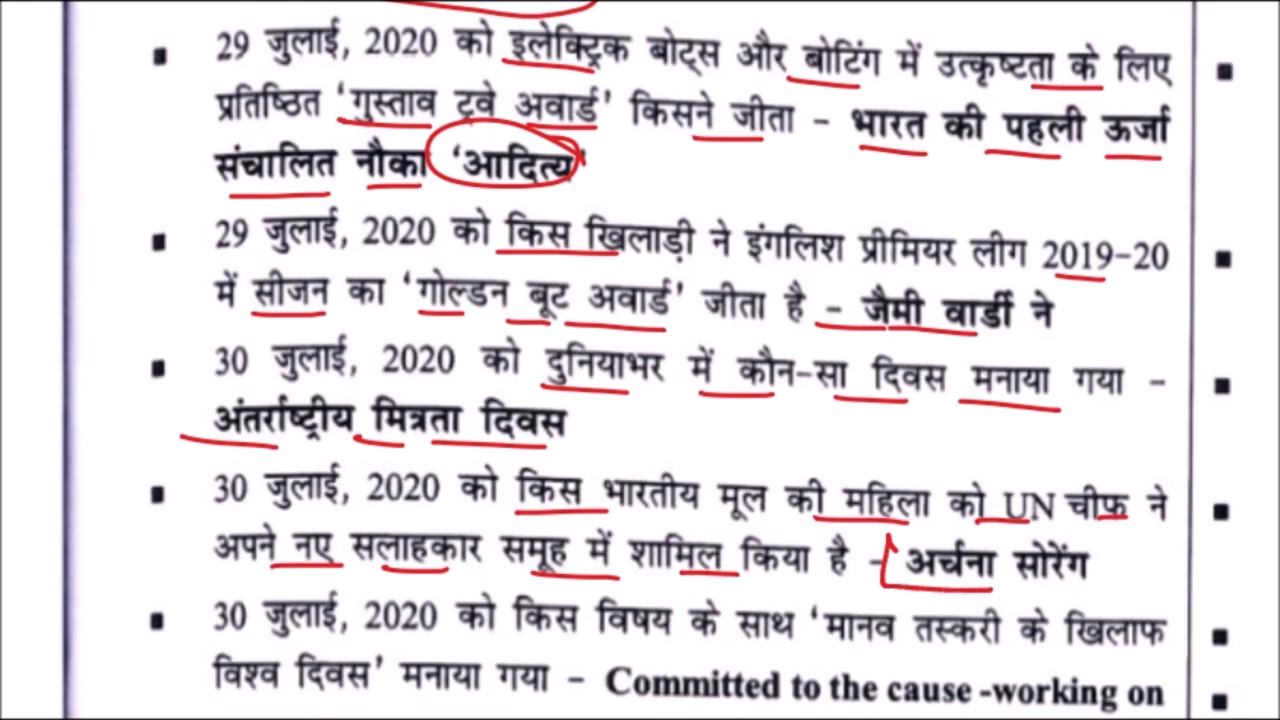 29 जुलाई, 2020 को इलेक्ट्रिक बोट्स और बोटिंग में उत्कृष्टता के लिए
प्रतिष्ठित ‘गुस्ताव ट्रवे अवार्ड’ किसने जीता – भारत की पहली ऊर्जा
संचालित नौका ‘आदित्य’
29 जुलाई, 2020 को किस खिलाड़ी ने इंगलिश प्रीमियर लीग 2019-20
में सीजन का ‘गोल्डन बूट अवार्ड’ जीता है – जैमी वार्डी ने
30 जुलाई, 2020 को दुनियाभर में कौन-सा दिवस मनाया गया –
अंतर्राष्ट्रीय मित्रता दिवस
30 जुलाई, 2020 को किस भारतीय मूल की महिला को UN चीफ ने
अपने नए सलाहकार समूह में शामिल किया है – अर्चना सोरेंग
30 जुलाई, 2020 को किस विषय के साथ ‘मानव तस्करी के खिलाफ
विश्व दिवस’ मनाया गया – Committed to the cause -working on